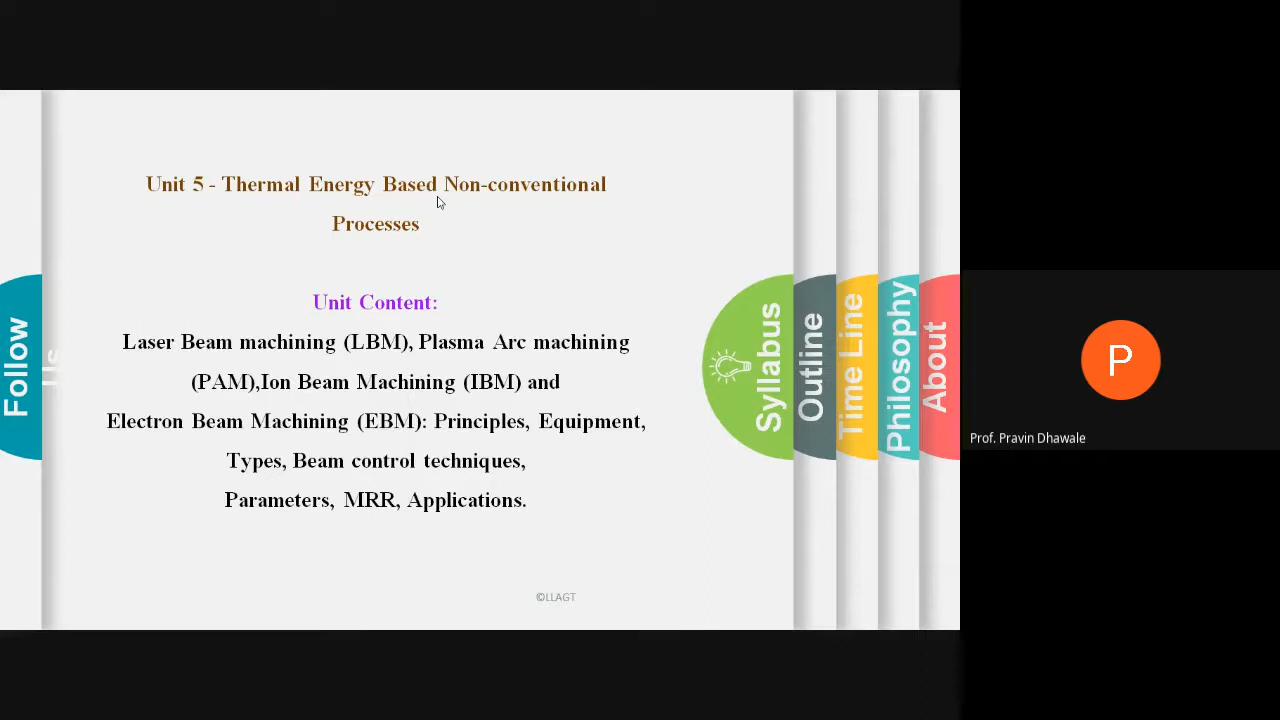 Unit 5 - Thermal Energy Based Non-conventional
Processes
Unit Content:
Laser Beam machining (LBM), Plasma Arc machining
(PAM),Ion Beam Machining (IBM) and
Electron Beam Machining (EBM): Principles, Equipment,
Types, Beam control techniques,
Parameters, MRR, Applications.
©LLAGT
Follow
Us
Syllabus
Outline
Time Line
Philosophy
About
P
Prof. Pravin Dhawale